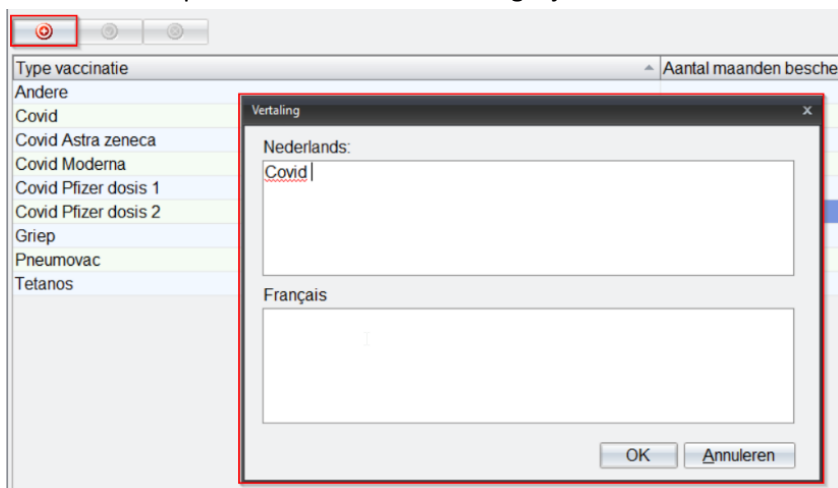 Type vaccinatie Aantal maanden besche
Andere
Covid
Covid Astra zeneca
Covid Moderna
Covid Pfizer dosis 1
Covid Pfizer dosis 2
Griep
Pneumovac
Tetanos
Vertaling x
Nederlands:
Covid
Français
OK Annuleren